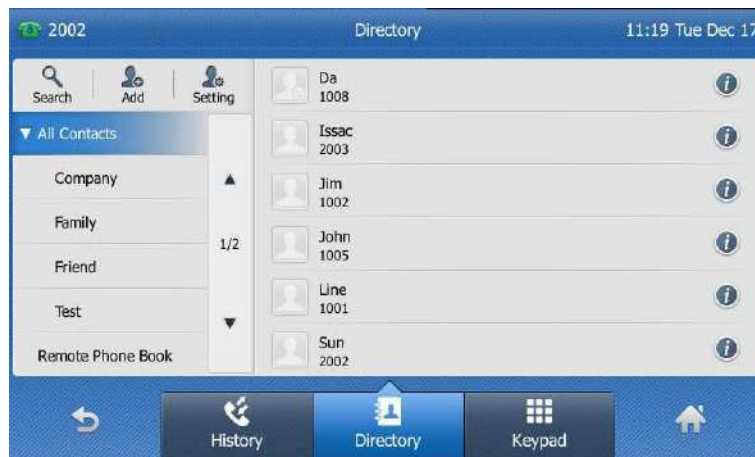 2002 Directory 11:19 Tue Dec 17
Search Add Setting
All Contacts
Company
Family
1/2
Friend
Test
Remote Phone Book
Da
1008
Issac
2003
Jim
1002
John
1005
Line
1001
Sun
2002
History Directory Keypad